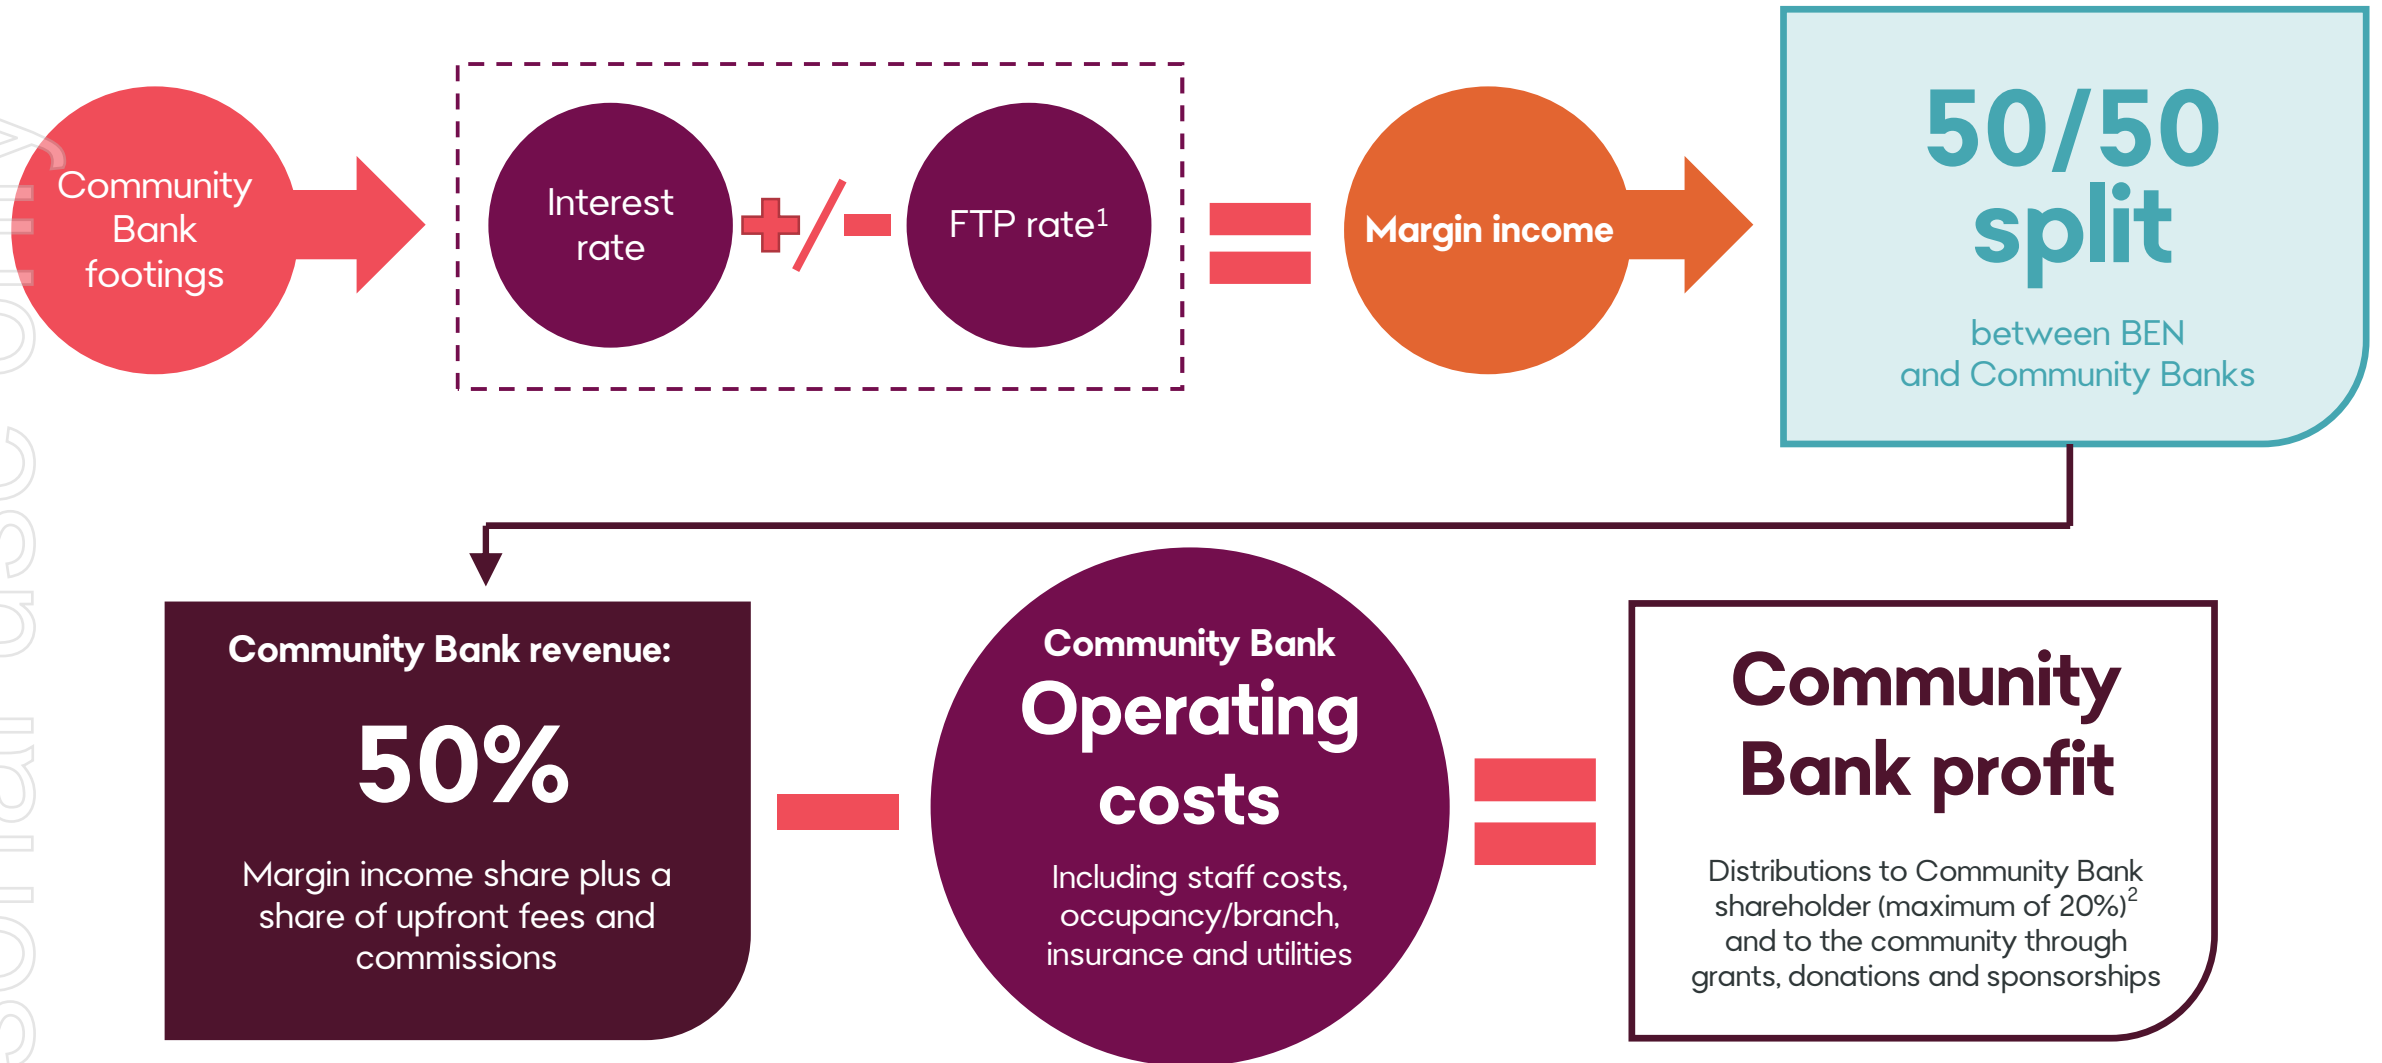 Community
Bank
footings
Interest
rate
FTP rate¹
Margin income
50/50
split
between BEN
and Community Banks
Community Bank revenue:
50%
Margin income share plus a
share of upfront fees and
commissions
Community Bank
Operating
costs
Including staff costs,
occupancy/branch,
insurance and utilities
Community
Bank profit
Distributions to Community Bank
shareholder (maximum of 20%)²
and to the community through
grants, donations and sponsorships